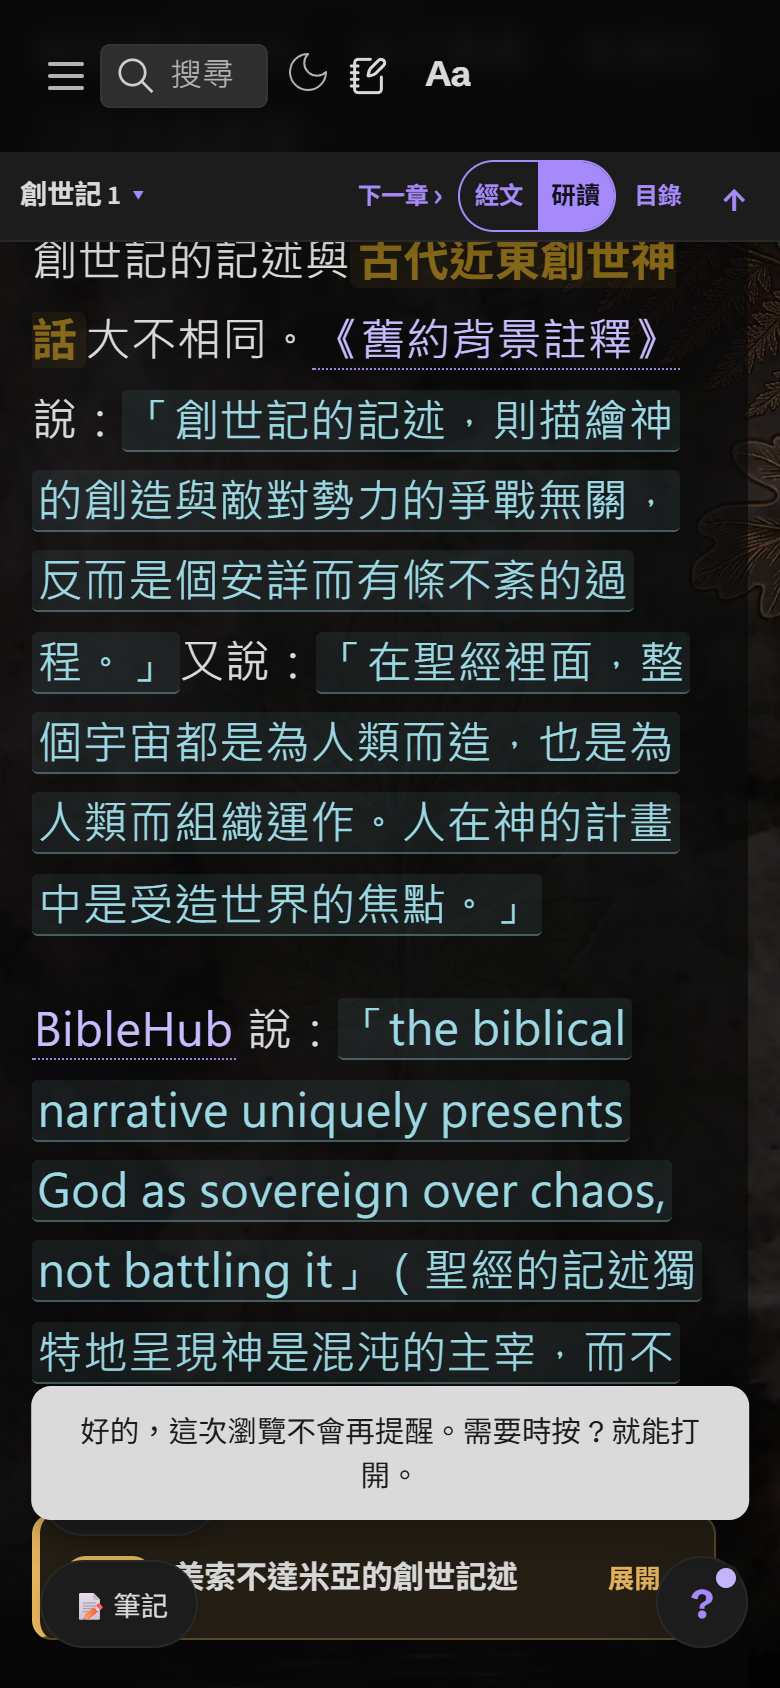 搜尋
Aa
創世記 1
下一章 ›
經文
研讀
目錄
創世記的記述與古代近東創世神
話大不相同。《舊約背景註釋》
說：「創世記的記述，則描繪神
的創造與敵對勢力的爭戰無關，
反而是個安詳而有條不紊的過
程。」又說：「在聖經裡面，整
個宇宙都是為人類而造，也是為
人類而組織運作。人在神的計畫
中是受造世界的焦點。」
BibleHub 說：「the biblical
narrative uniquely presents
God as sovereign over chaos,
not battling it」（聖經的記述獨
特地呈現神是混沌的主宰，而不
好的，這次瀏覽不會再提醒。需要時按？就能打
開。
美索不達米亞的創世記述
展開
筆記
?